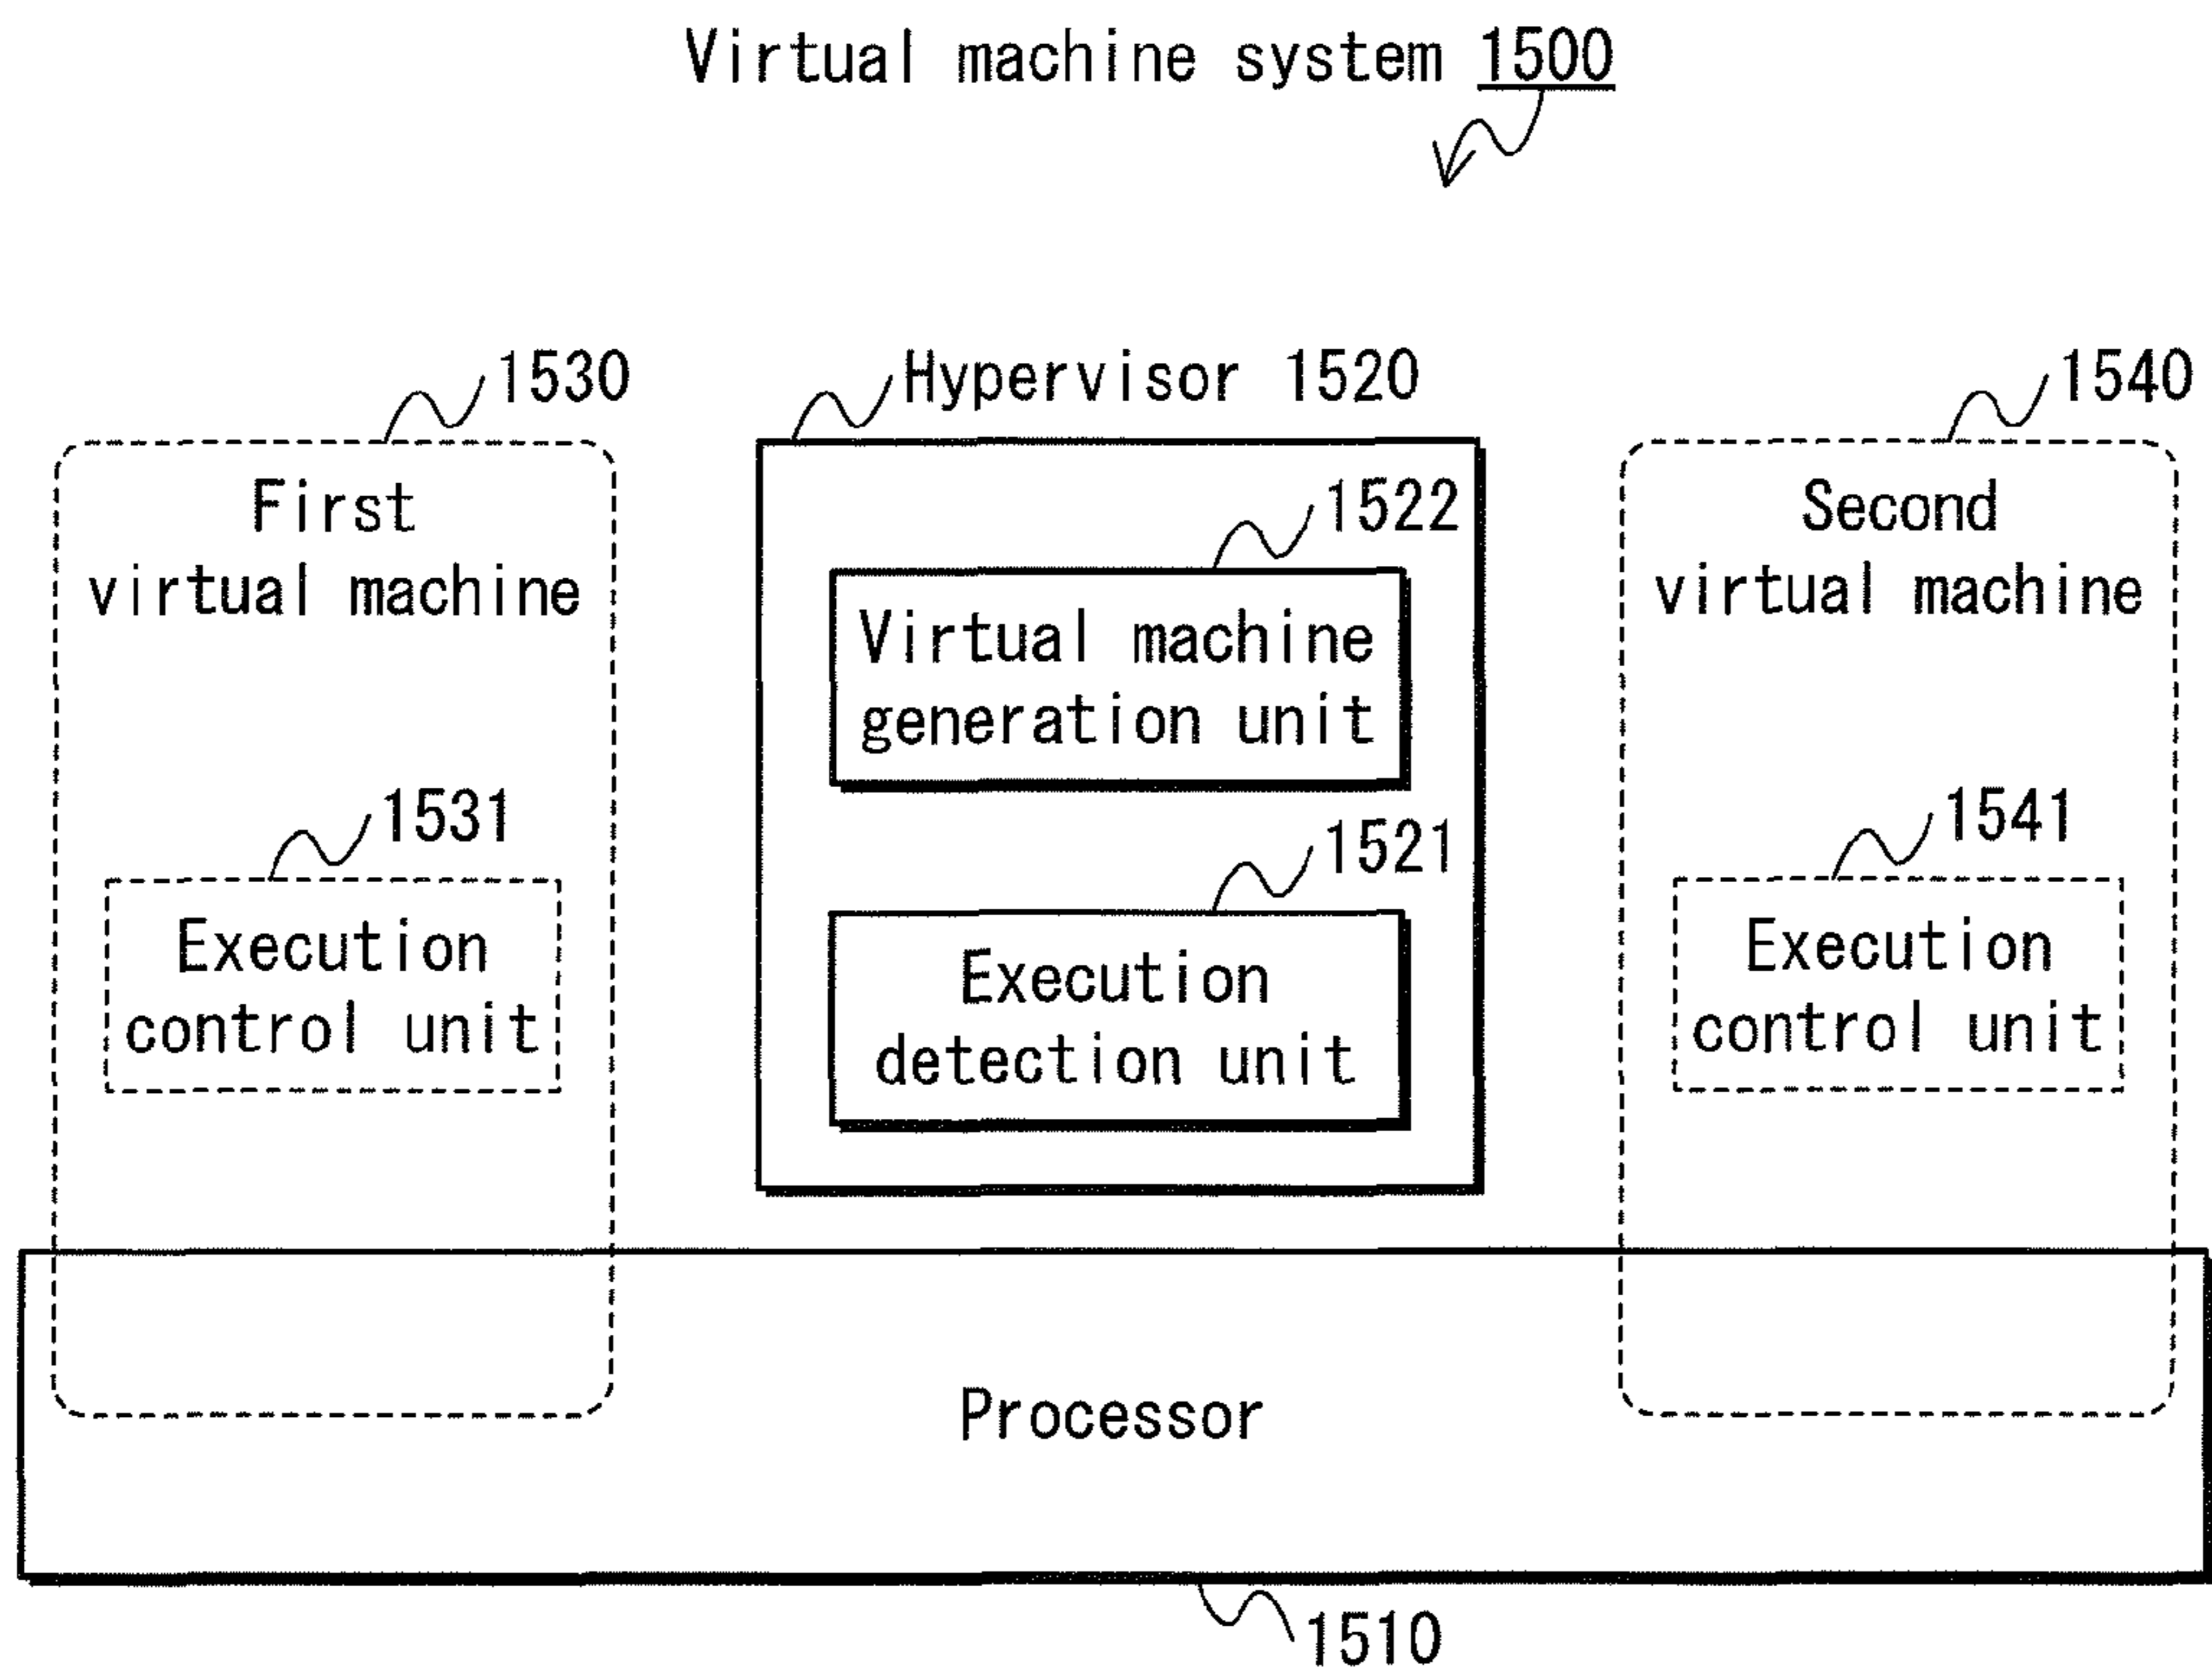 Virtual machine system 1500
1530
Hypervisor 1520
1540
First
virtual machine
1522
Second
virtual machine
Virtual machine
generation unit
1531
1521
1541
Execution
control unit
Execution
detection unit
Execution
control unit
Processor
1510